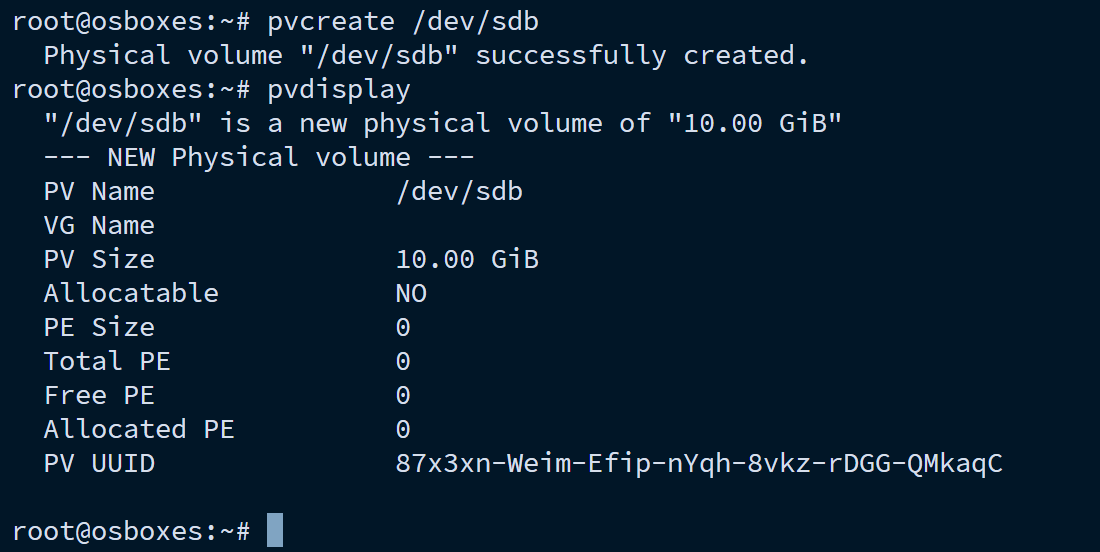 root@osboxes:~# pvcreate /dev/sdb
  Physical volume "/dev/sdb" successfully created.
root@osboxes:~# pvdisplay
  "/dev/sdb" is a new physical volume of "10.00 GiB"
  --- NEW Physical volume ---
  PV Name               /dev/sdb
  VG Name
  PV Size               10.00 GiB
  Allocatable           NO
  PE Size               0
  Total PE              0
  Free PE               0
  Allocated PE          0
  PV UUID               87x3xn-Weim-Efip-nYqh-8vkz-rDGG-QMkaqC

root@osboxes:~#